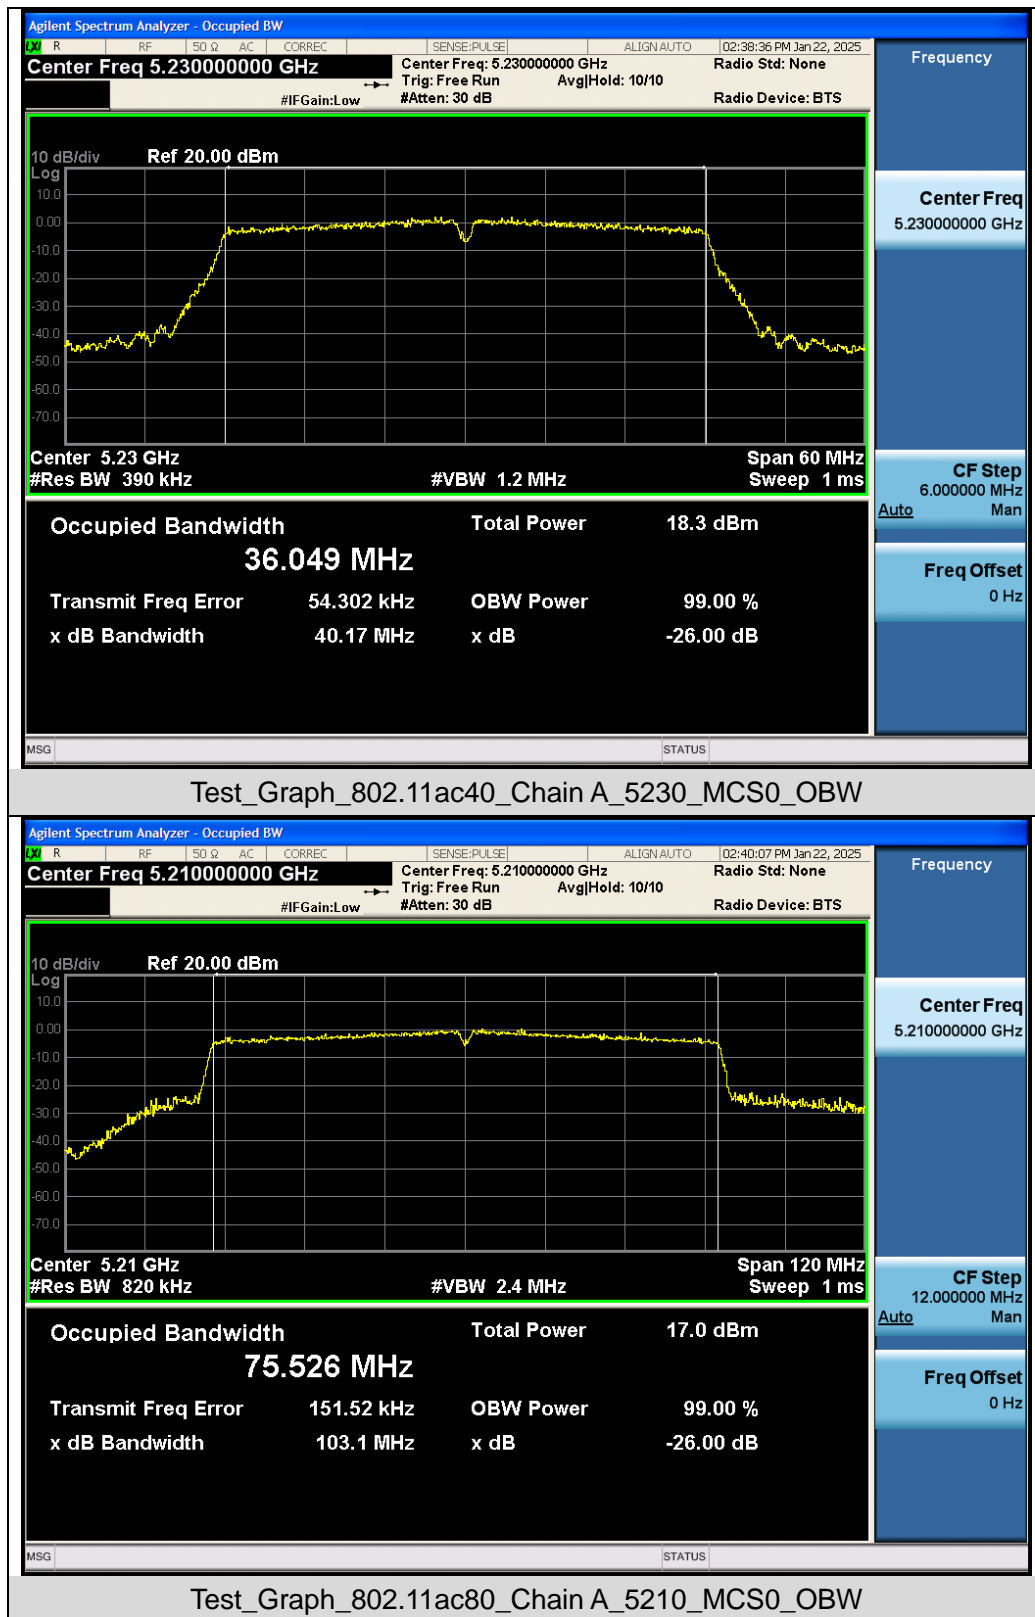 Agilent Spectrum Analyzer - Occupied BW
LXI R RF 50 Ω AC CORREC SENSE:PULSE ALIGN AUTO 02:38:36 PM Jan 22, 2025
Center Freq 5.230000000 GHz
Center Freq: 5.230000000 GHz
Radio Std: None
Trig: Free Run Avg|Hold: 10/10
#IFGain:Low
#Atten: 30 dB
Radio Device: BTS
Frequency
10 dB/div Ref 20.00 dBm
Log
10.0
0.00
-10.0
-20.0
-30.0
-40.0
-50.0
-60.0
-70.0
Center 5.23 GHz Span 60 MHz
#Res BW 390 kHz #VBW 1.2 MHz Sweep 1 ms
Center Freq
5.230000000 GHz
CF Step
6.000000 MHz
Auto Man
Freq Offset
0 Hz
Occupied Bandwidth Total Power 18.3 dBm
36.049 MHz
Transmit Freq Error 54.302 kHz OBW Power 99.00 %
x dB Bandwidth 40.17 MHz x dB -26.00 dB
MSG STATUS
Test_Graph_802.11ac40_Chain A_5230_MCS0_OBW
Agilent Spectrum Analyzer - Occupied BW
LXI R RF 50 Ω AC CORREC SENSE:PULSE ALIGN AUTO 02:40:07 PM Jan 22, 2025
Center Freq 5.210000000 GHz
Center Freq: 5.210000000 GHz
Radio Std: None
Trig: Free Run Avg|Hold: 10/10
#IFGain:Low
#Atten: 30 dB
Radio Device: BTS
Frequency
10 dB/div Ref 20.00 dBm
Log
10.0
0.00
-10.0
-20.0
-30.0
-40.0
-50.0
-60.0
-70.0
Center 5.21 GHz Span 120 MHz
#Res BW 820 kHz #VBW 2.4 MHz Sweep 1 ms
Center Freq
5.210000000 GHz
CF Step
12.000000 MHz
Auto Man
Freq Offset
0 Hz
Occupied Bandwidth Total Power 17.0 dBm
75.526 MHz
Transmit Freq Error 151.52 kHz OBW Power 99.00 %
x dB Bandwidth 103.1 MHz x dB -26.00 dB
MSG STATUS
Test_Graph_802.11ac80_Chain A_5210_MCS0_OBW